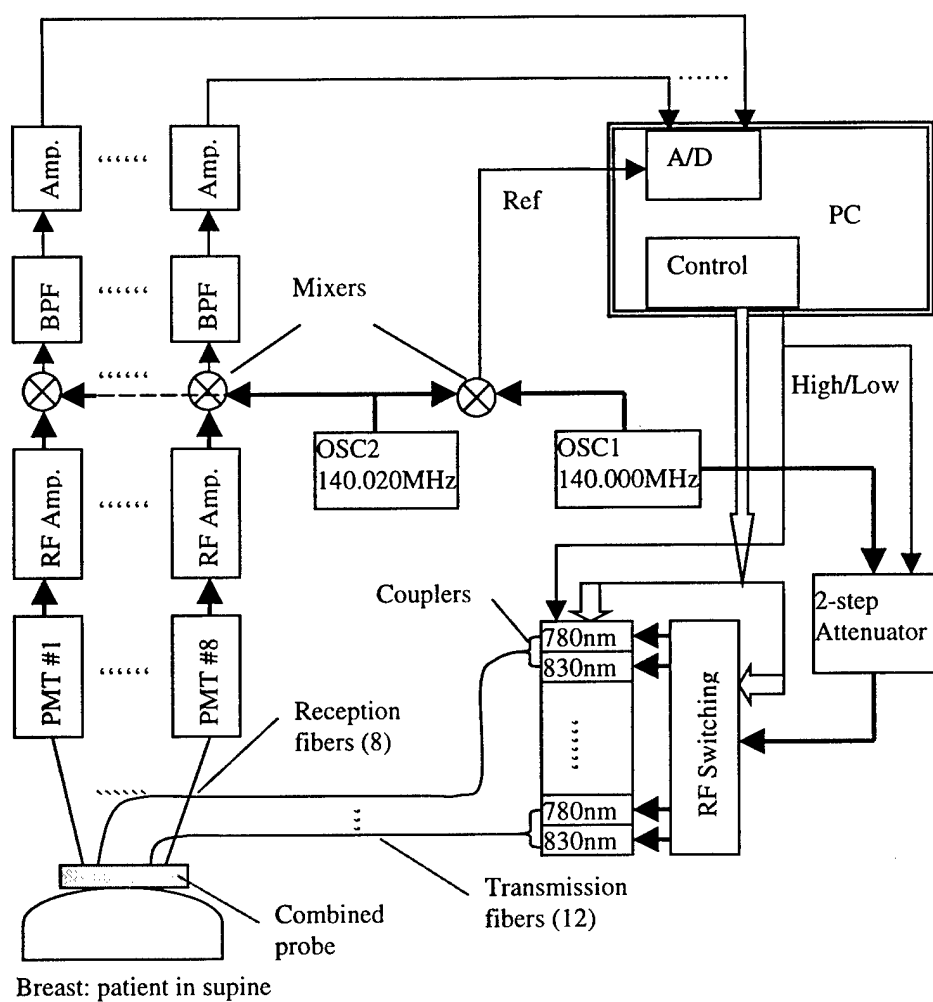 Amp.
Amp.
A/D
Ref
PC
Control
BPF
BPF
Mixers
High/Low
OSC2
140.020MHz
OSC1
140.000MHz
RF Amp.
RF Amp.
Couplers
2-step
Attenuator
780nm
830nm
PMT #1
PMT #8
Reception
fibers (8)
RF Switching
780nm
830nm
Transmission
fibers (12)
Combined
probe
Breast: patient in supine